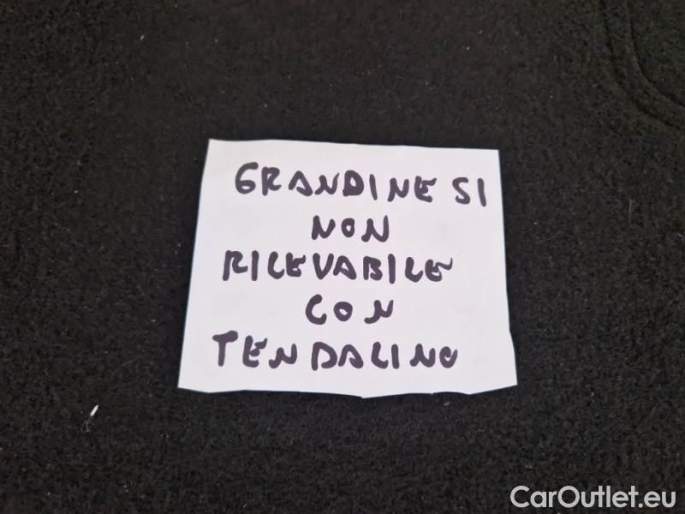 GRANDINE SI
NON
RILEVABILE
CON
TENDALINO
CarOutlet.eu